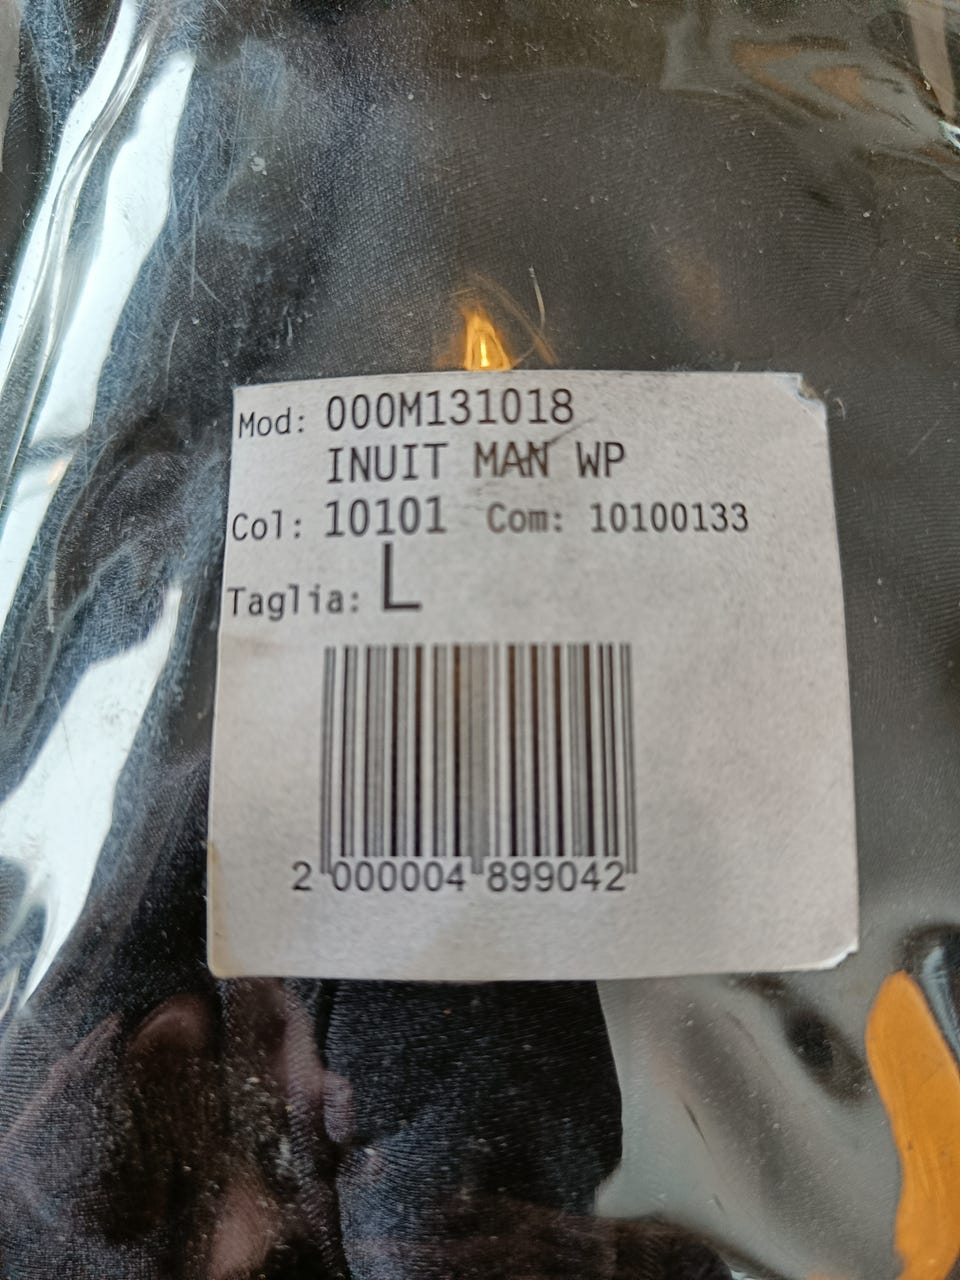 Mod: 000M131018
INUIT MAN WP
Col: 10101 Com: 10100133
Taglia: L
2 000004 899042